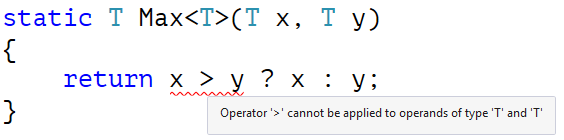 static T Max<T>(T x, T y)
{
    return x > y ? x : y;
}
Operator '>' cannot be applied to operands of type 'T' and 'T'